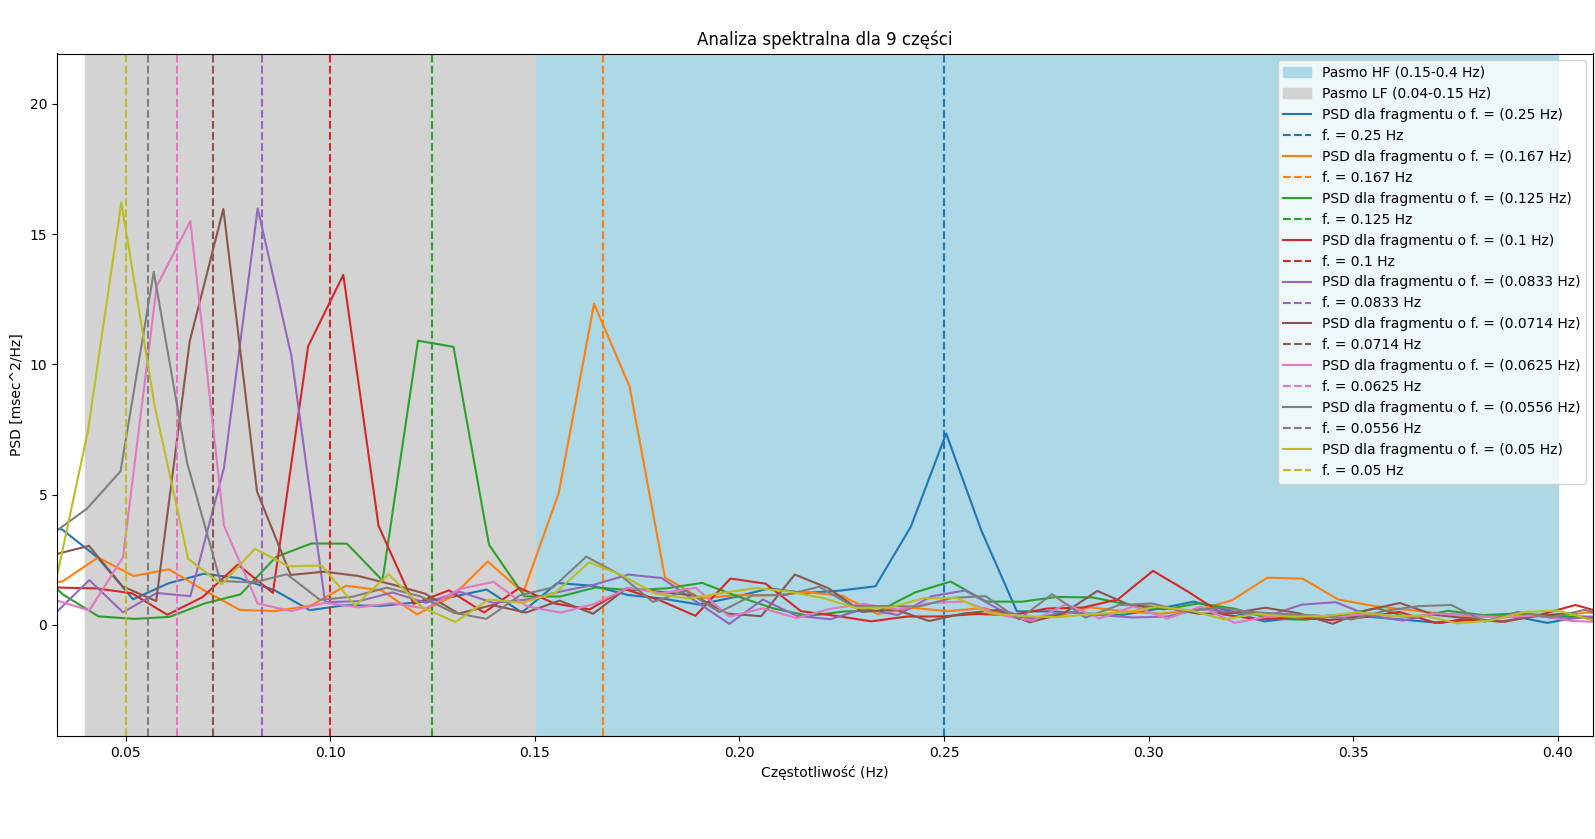 Analiza spektralna dla 9 części
Pasmo HF (0.15-0.4 Hz)
Pasmo LF (0.04-0.15 Hz)
PSD dla fragmentu o f. = (0.25 Hz)
f. = 0.25 Hz
PSD dla fragmentu o f. = (0.167 Hz)
f. = 0.167 Hz
PSD dla fragmentu o f. = (0.125 Hz)
f. = 0.125 Hz
PSD dla fragmentu o f. = (0.1 Hz)
f. = 0.1 Hz
PSD dla fragmentu o f. = (0.0833 Hz)
f. = 0.0833 Hz
PSD dla fragmentu o f. = (0.0714 Hz)
f. = 0.0714 Hz
PSD dla fragmentu o f. = (0.0625 Hz)
f. = 0.0625 Hz
PSD dla fragmentu o f. = (0.0556 Hz)
f. = 0.0556 Hz
PSD dla fragmentu o f. = (0.05 Hz)
f. = 0.05 Hz
PSD [msec^2/Hz]
20
15
10
5
0
0.05 0.10 0.15 0.20 0.25 0.30 0.35 0.40
Częstotliwość (Hz)